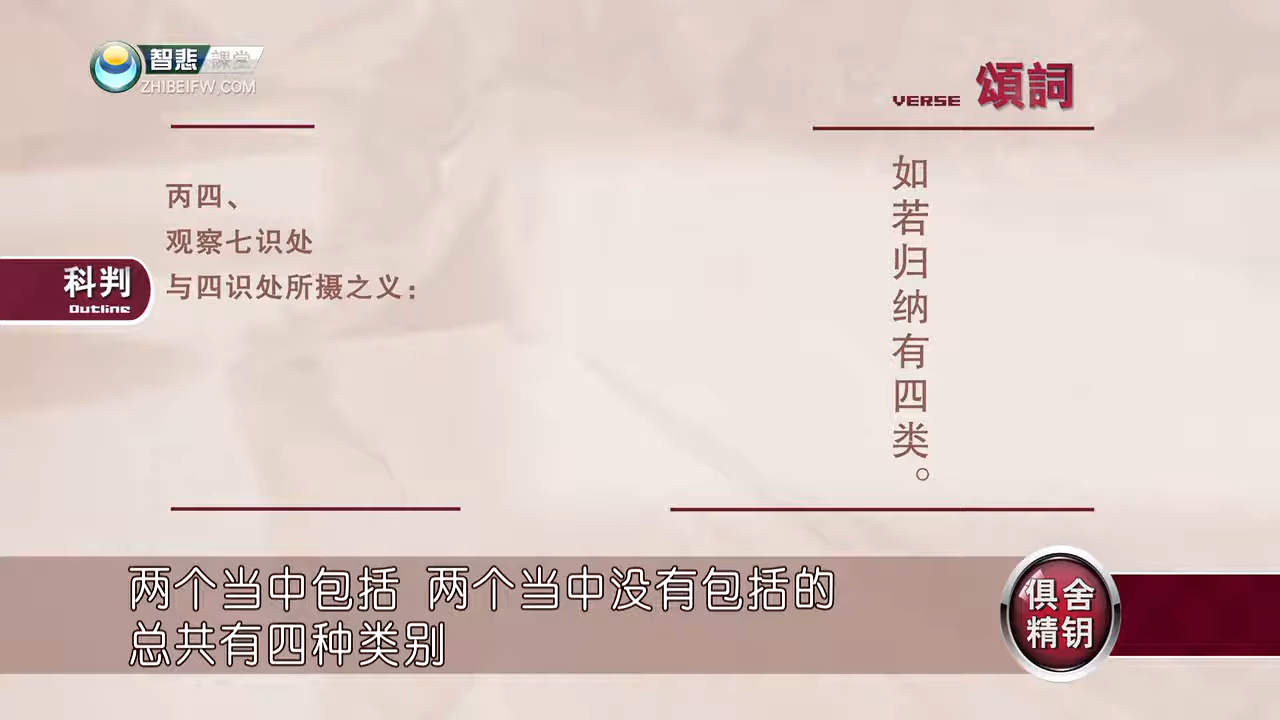 智悲课堂
ZHIBEIFW.COM
VERSE 頌詞
丙四、
观察七识处
与四识处所摄之义：
科判
Outline
如若归纳有四类。
两个当中包括 两个当中没有包括的
总共有四种类别
俱舍
精钥